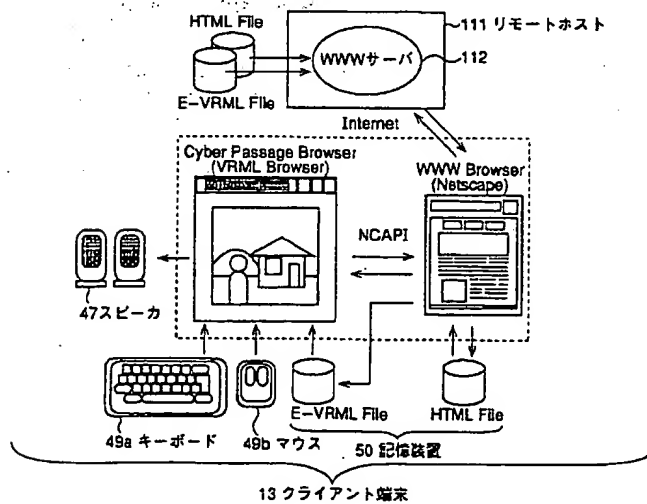 HTML File
111 リモートホスト
WWWサーバ
112
E-VRML File
Internet
Cyber Passage Browser
(VRML Browser)
WWW Browser
(Netscape)
NCAPI
47スピーカ
49a キーボード
49b マウス
E-VRML File
HTML File
50 記憶装置
13 クライアント端末